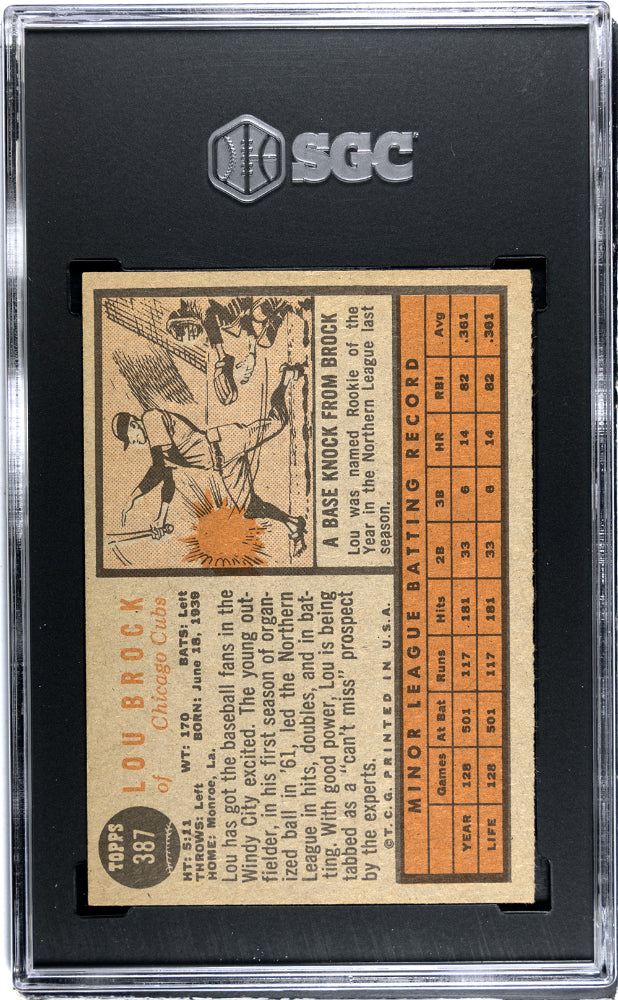 SGC
TOPPS
387
LOU BROCK
of Chicago Cubs
HT: 5:11 WT: 170 BATS: Left
THROWS: Left BORN: June 18, 1939
HOME: Monroe, La.
Lou has got the baseball fans in the
Windy City excited. The young out-
fielder, in his first season of organ-
ized ball in '61, led the Northern
League in hits, doubles, and in bat-
ting. With good power, Lou is being
tabbed as a "can't miss" prospect
by the experts.
©T.C.G. PRINTED IN U.S.A.
A BASE KNOCK FROM BROCK
Lou was named Rookie of the
Year in the Northern League last
season.
MINOR LEAGUE BATTING RECORD
Games At Bat Runs Hits 2B 3B HR RBI Avg
YEAR 128 501 117 181 33 6 14 82 .361
LIFE 128 501 117 181 33 6 14 82 .361